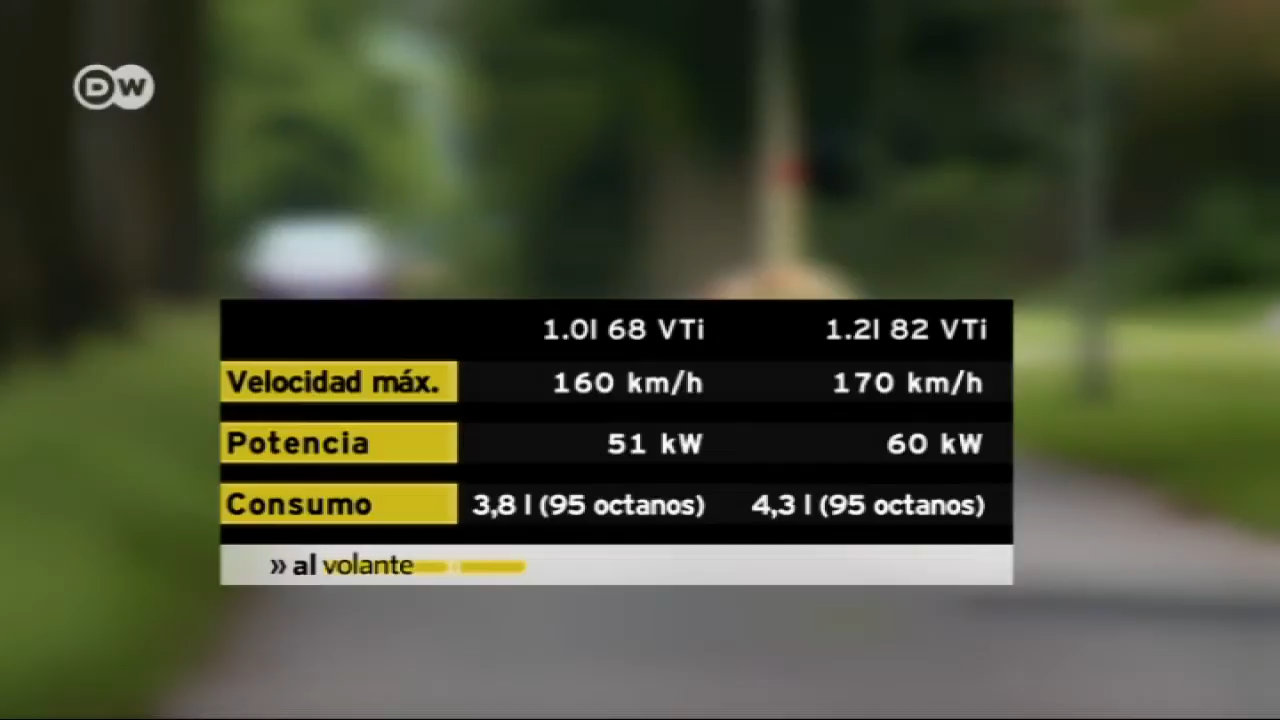 DW
1.0l 68 VTi 1.2l 82 VTi
Velocidad máx. 160 km/h 170 km/h
Potencia 51 kW 60 kW
Consumo 3,8 l (95 octanos) 4,3 l (95 octanos)
» al volante